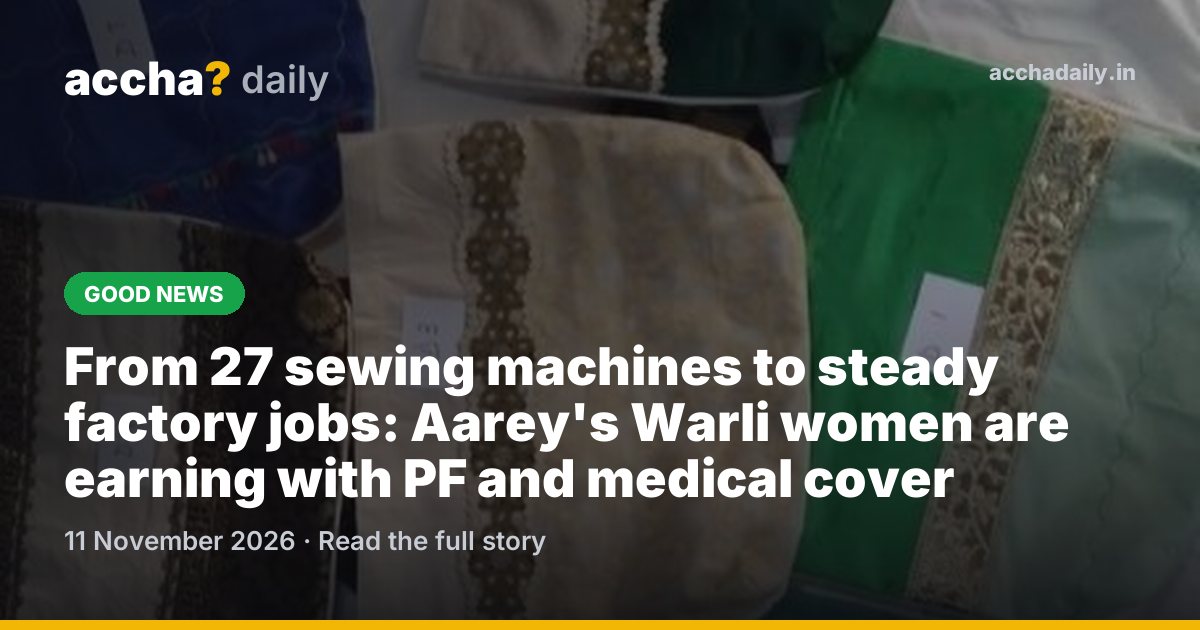 accha? daily
acchadaily.in
GOOD NEWS
From 27 sewing machines to steady
factory jobs: Aarey's Warli women are
earning with PF and medical cover
11 November 2026 · Read the full story